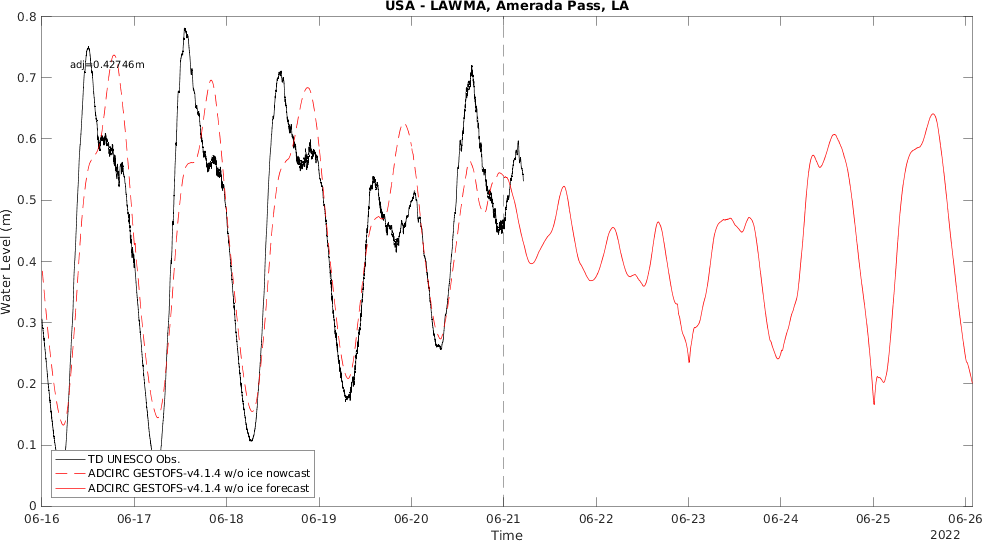 USA - LAWMA, Amerada Pass, LA
0.8
0.7
0.6
0.5
0.4
0.3
0.2
0.1
0
Water Level (m)
adj=0.42746m
TD UNESCO Obs.
ADCIRC GESTOFS-v4.1.4 w/o ice nowcast
ADCIRC GESTOFS-v4.1.4 w/o ice forecast
06-16 06-17 06-18 06-19 06-20 06-21 06-22 06-23 06-24 06-25 06-26
Time
2022